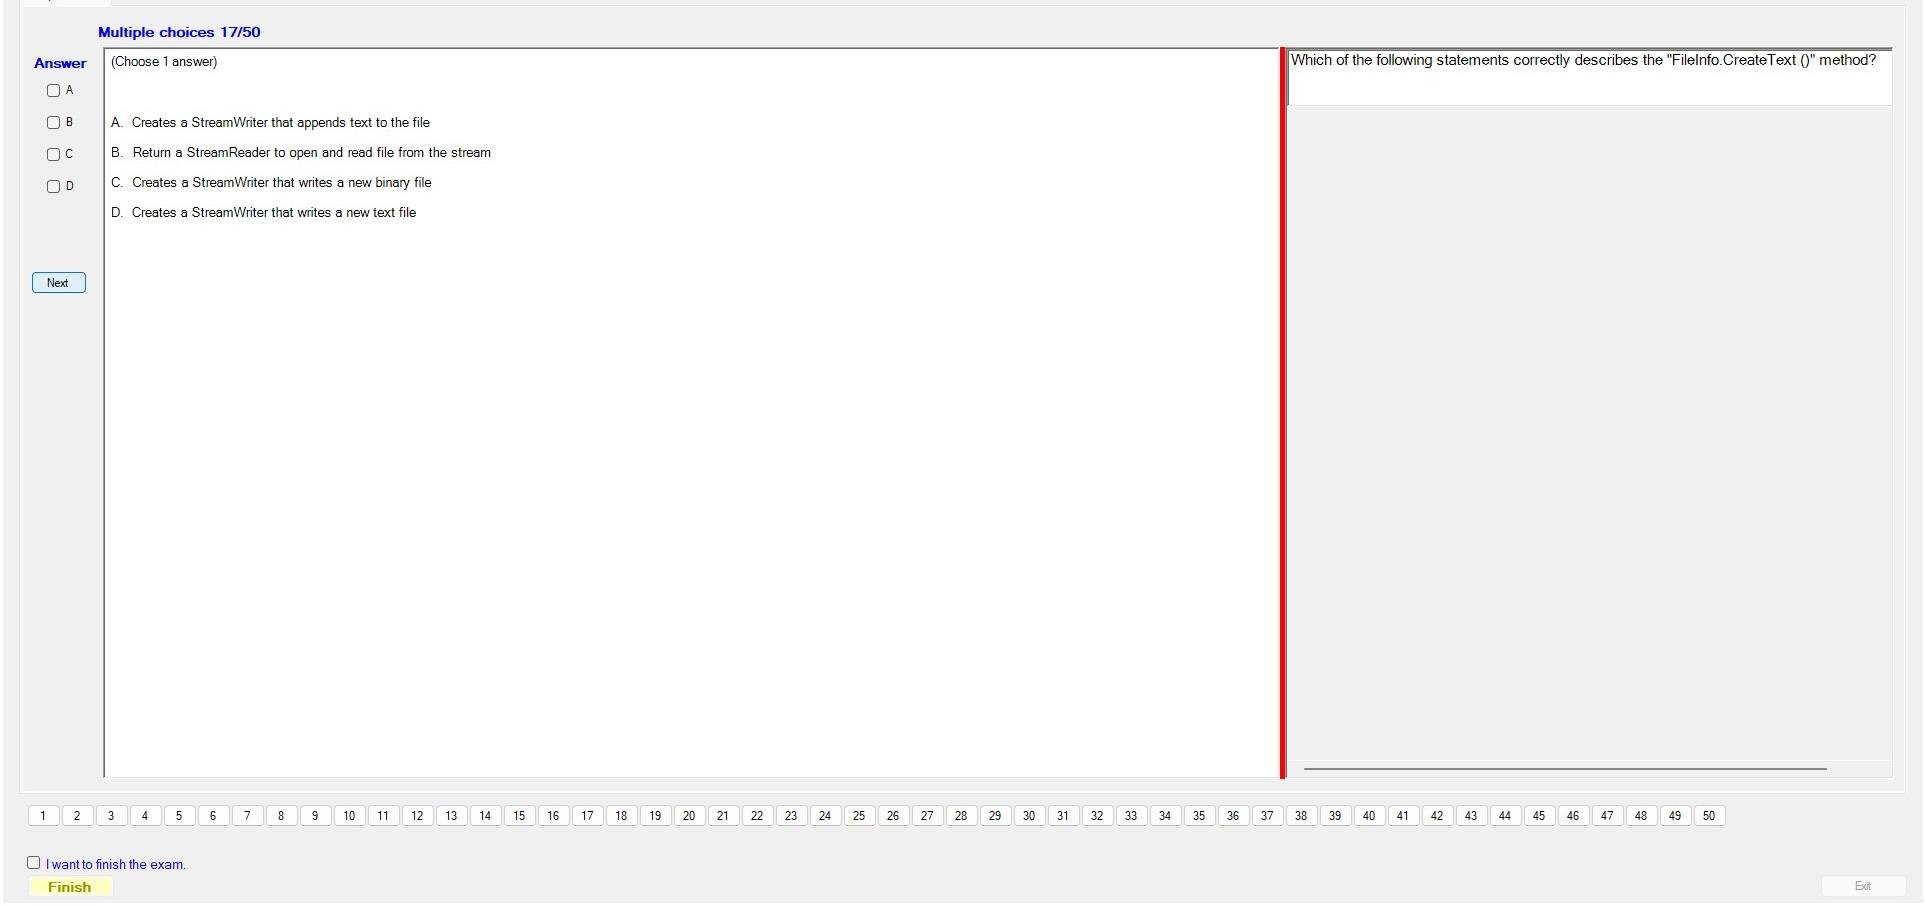 Multiple choices 17/50
Answer
(Choose 1 answer)
Which of the following statements correctly describes the "FileInfo.CreateText ()" method?
A
B
C
D
A. Creates a StreamWriter that appends text to the file
B. Return a StreamReader to open and read file from the stream
C. Creates a StreamWriter that writes a new binary file
D. Creates a StreamWriter that writes a new text file
Next
1 2 3 4 5 6 7 8 9 10 11 12 13 14 15 16 17 18 19 20 21 22 23 24 25 26 27 28 29 30 31 32 33 34 35 36 37 38 39 40 41 42 43 44 45 46 47 48 49 50
I want to finish the exam.
Finish
Exit